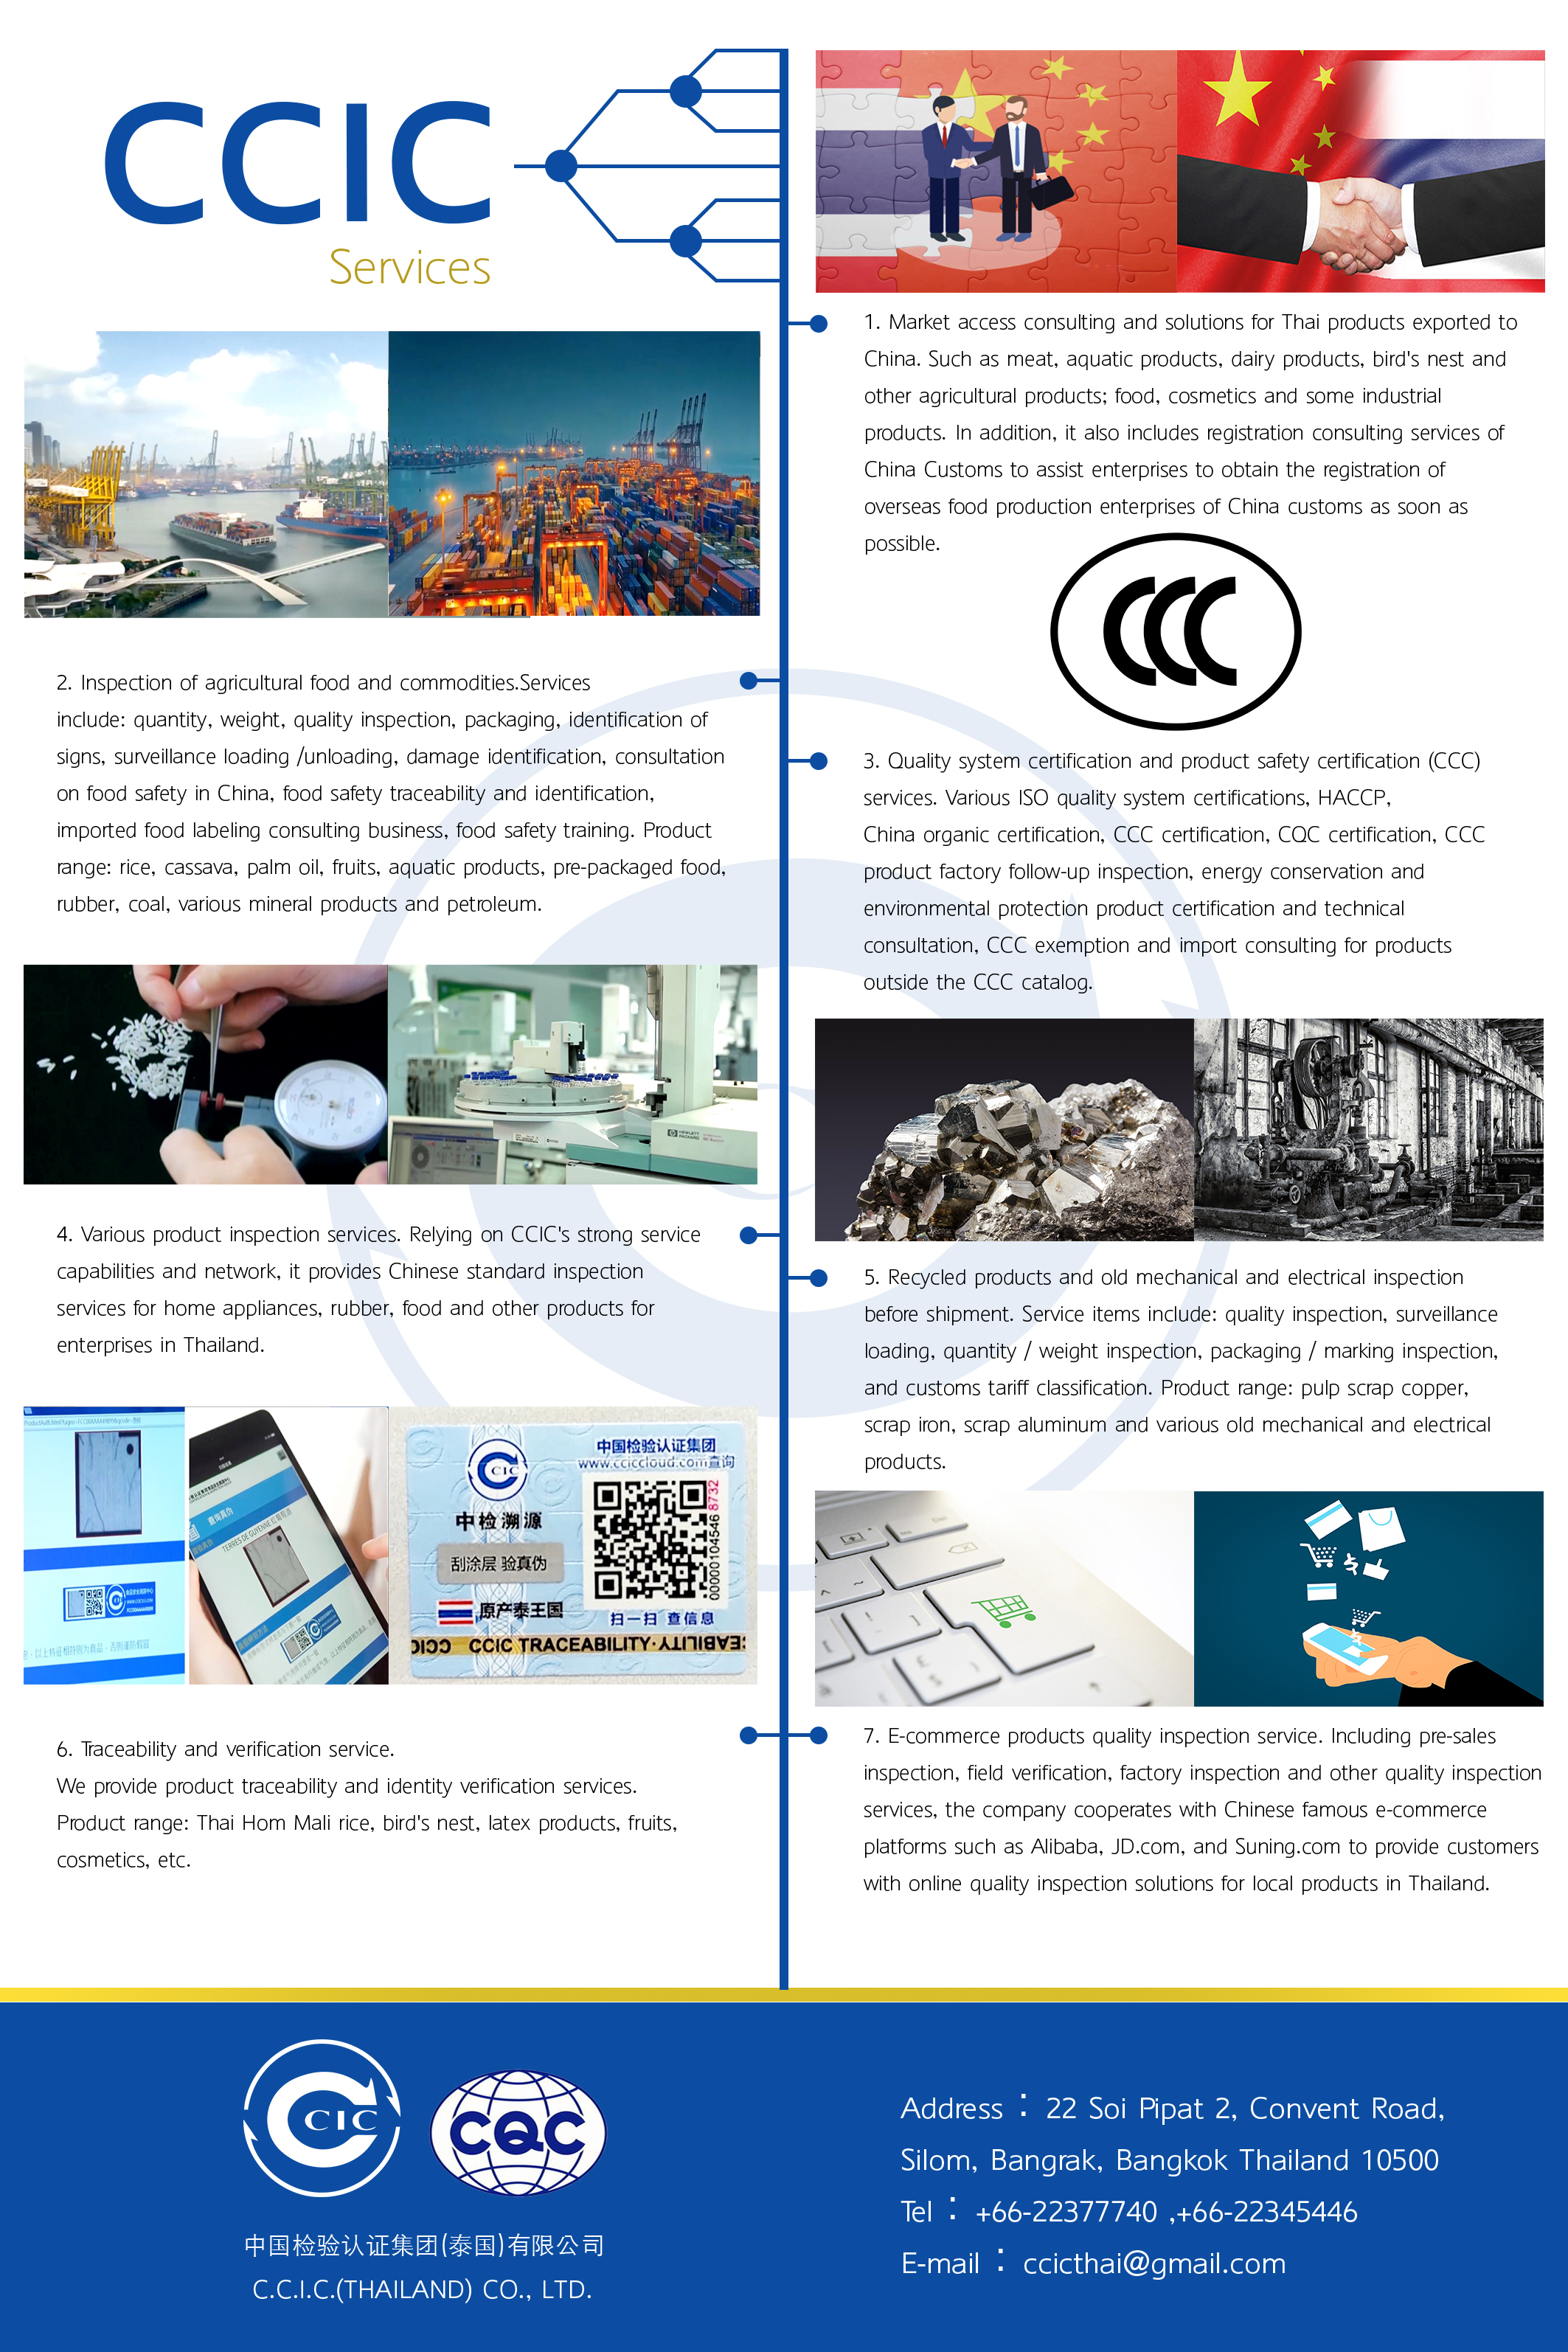 CCIC
Services
1. Market access consulting and solutions for Thai products exported to
China. Such as meat, aquatic products, dairy products, bird's nest and
other agricultural products; food, cosmetics and some industrial
products. In addition, it also includes registration consulting services of
China Customs to assist enterprises to obtain the registration of
overseas food production enterprises of China customs as soon as
possible.
CCC
2. Inspection of agricultural food and commodities.Services
include: quantity, weight, quality inspection, packaging, identification of
signs, surveillance loading /unloading, damage identification, consultation
on food safety in China, food safety traceability and identification,
imported food labeling consulting business, food safety training. Product
range: rice, cassava, palm oil, fruits, aquatic products, pre-packaged food,
rubber, coal, various mineral products and petroleum.
3. Quality system certification and product safety certification (CCC)
services. Various ISO quality system certifications, HACCP,
China organic certification, CCC certification, CQC certification, CCC
product factory follow-up inspection, energy conservation and
environmental protection product certification and technical
consultation, CCC exemption and import consulting for products
outside the CCC catalog.
HEWLETT
PACKARD
4. Various product inspection services. Relying on CCIC's strong service
capabilities and network, it provides Chinese standard inspection
services for home appliances, rubber, food and other products for
enterprises in Thailand.
5. Recycled products and old mechanical and electrical inspection
before shipment. Service items include: quality inspection, surveillance
loading, quantity / weight inspection, packaging / marking inspection,
and customs tariff classification. Product range: pulp scrap copper,
scrap iron, scrap aluminum and various old mechanical and electrical
products.
查询真伪
TERRES DE GUYENNE 红葡萄酒
CIC
中国检验认证集团
www.cciccloud.com查询
中检溯源
刮涂层 验真伪
原产泰王国
00000104546 8732
扫一扫 查信息
CCIC TRACEABILITY
6. Traceability and verification service.
We provide product traceability and identity verification services.
Product range: Thai Hom Mali rice, bird's nest, latex products, fruits,
cosmetics, etc.
7. E-commerce products quality inspection service. Including pre-sales
inspection, field verification, factory inspection and other quality inspection
services, the company cooperates with Chinese famous e-commerce
platforms such as Alibaba, JD.com, and Suning.com to provide customers
with online quality inspection solutions for local products in Thailand.
CIC
CQC
中国检验认证集团(泰国)有限公司
C.C.I.C.(THAILAND) CO., LTD.
Address : 22 Soi Pipat 2, Convent Road,
Silom, Bangrak, Bangkok Thailand 10500
Tel : +66-22377740 ,+66-22345446
E-mail : ccicthai@gmail.com